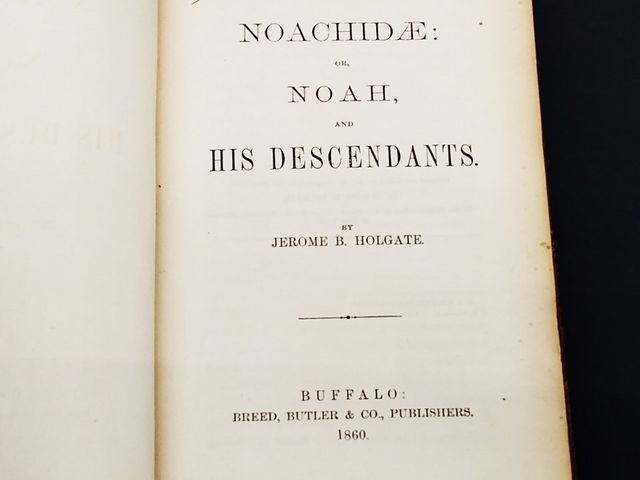 NOACHIDÆ:
OR,
NOAH,
AND
HIS DESCENDANTS.
BY
JEROME B. HOLGATE.
BUFFALO:
BREED, BUTLER & CO., PUBLISHERS.
1860.